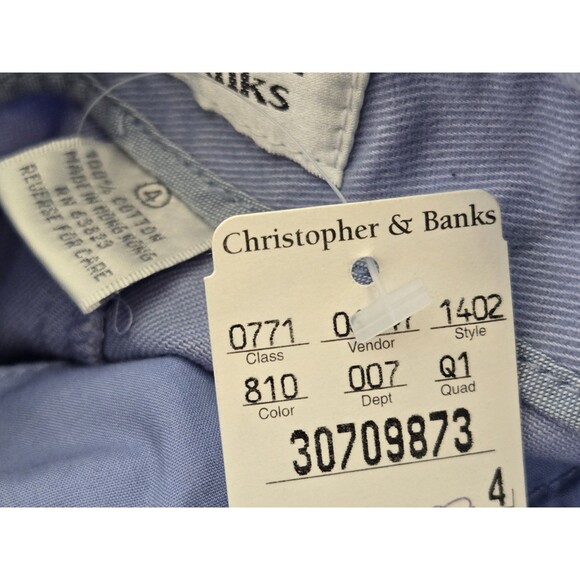 nks
4
100% COTTON
MADE IN HONG KONG
RN 63823
REVERSE FOR CARE
Christopher & Banks
0771 1402
Class Vendor Style
810 007 Q1
Color Dept Quad
30709873
4